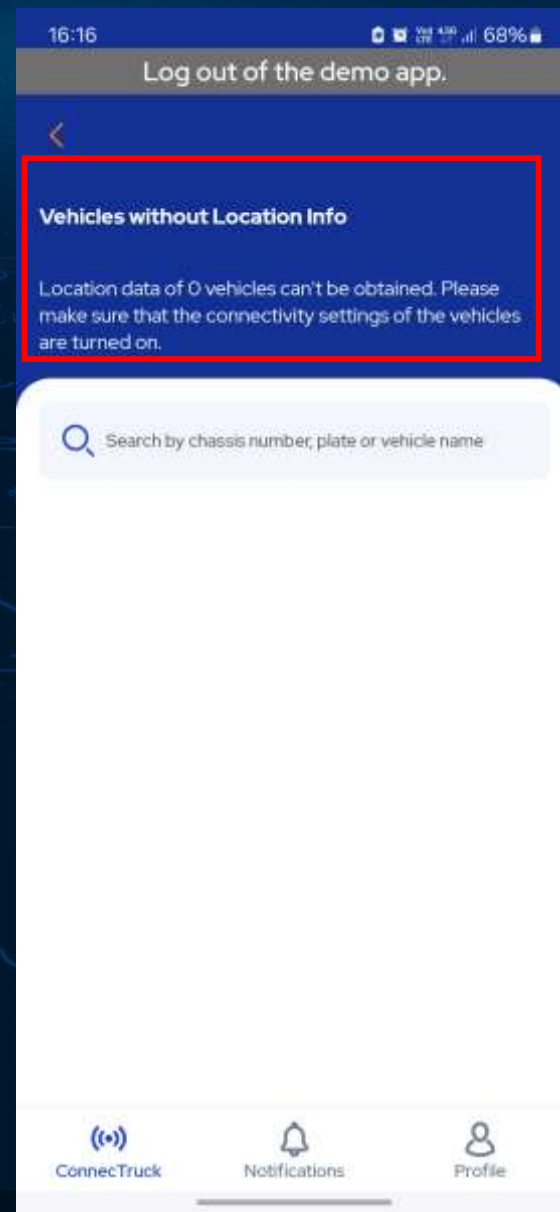 16:16
68%
Log out of the demo app.
Vehicles without Location Info
Location data of 0 vehicles can't be obtained. Please
make sure that the connectivity settings of the vehicles
are turned on.
Search by chassis number, plate or vehicle name
ConnecTruck Notifications Profile